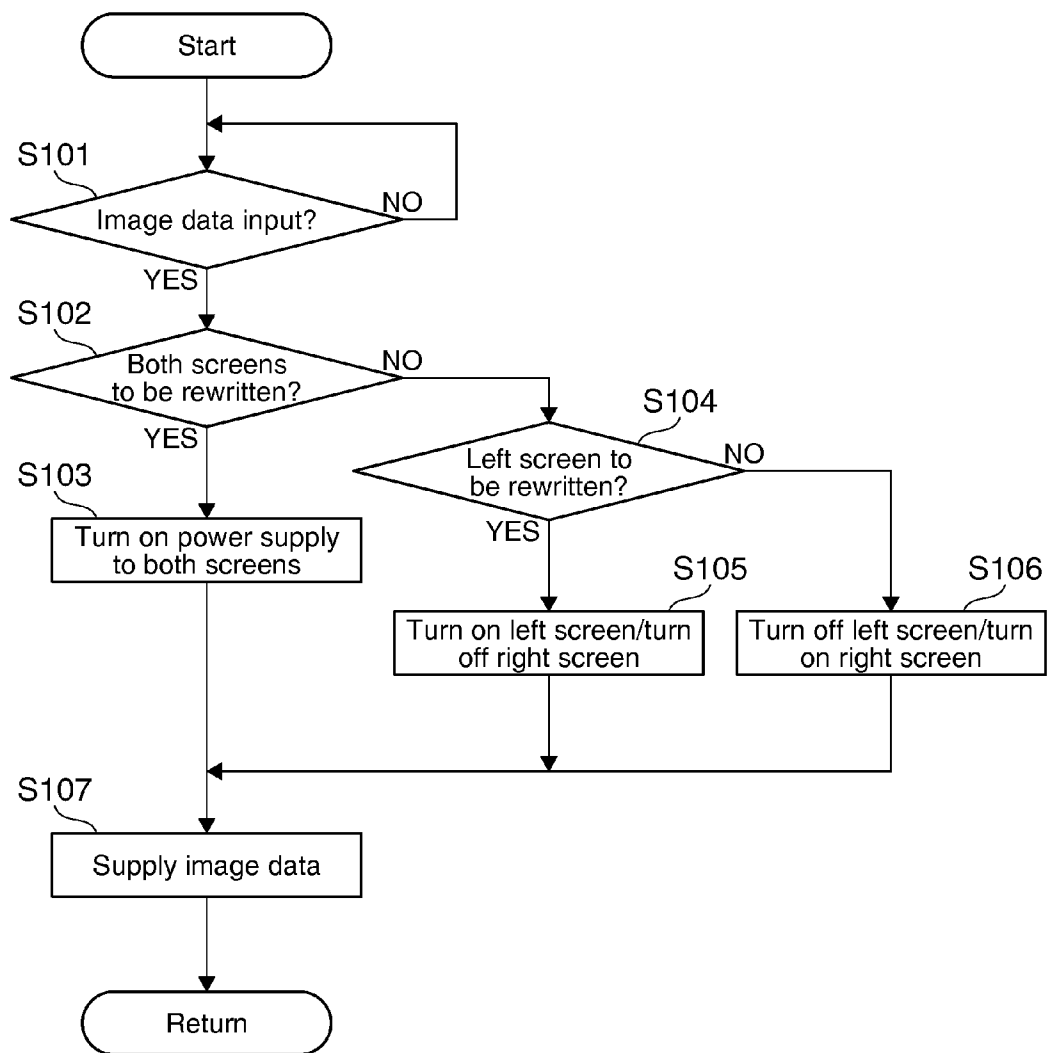 Start
S101
Image data input?
NO
YES
S102
Both screens
to be rewritten?
NO
YES
S104
Left screen to
be rewritten?
NO
YES
S103
Turn on power supply
to both screens
S105
Turn on left screen/turn
off right screen
S106
Turn off left screen/turn
on right screen
S107
Supply image data
Return